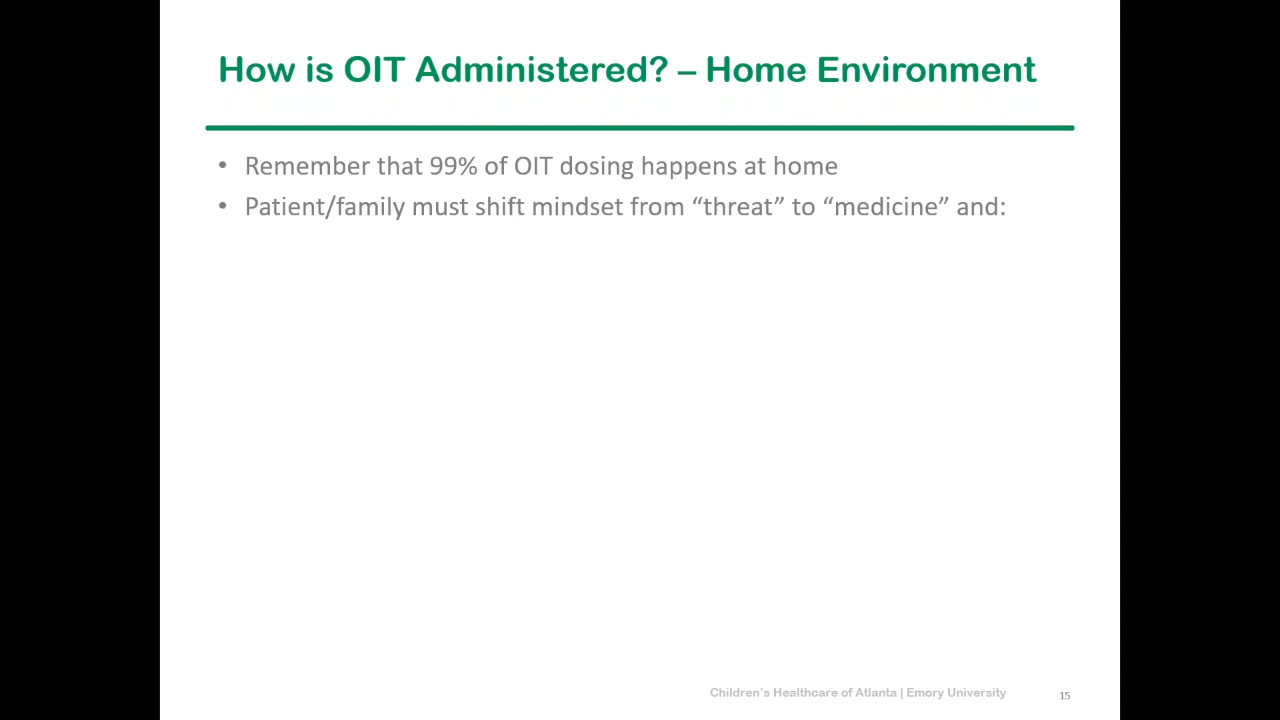 How is OIT Administered? – Home Environment
• Remember that 99% of OIT dosing happens at home
• Patient/family must shift mindset from “threat” to “medicine” and:
Children’s Healthcare of Atlanta | Emory University
15